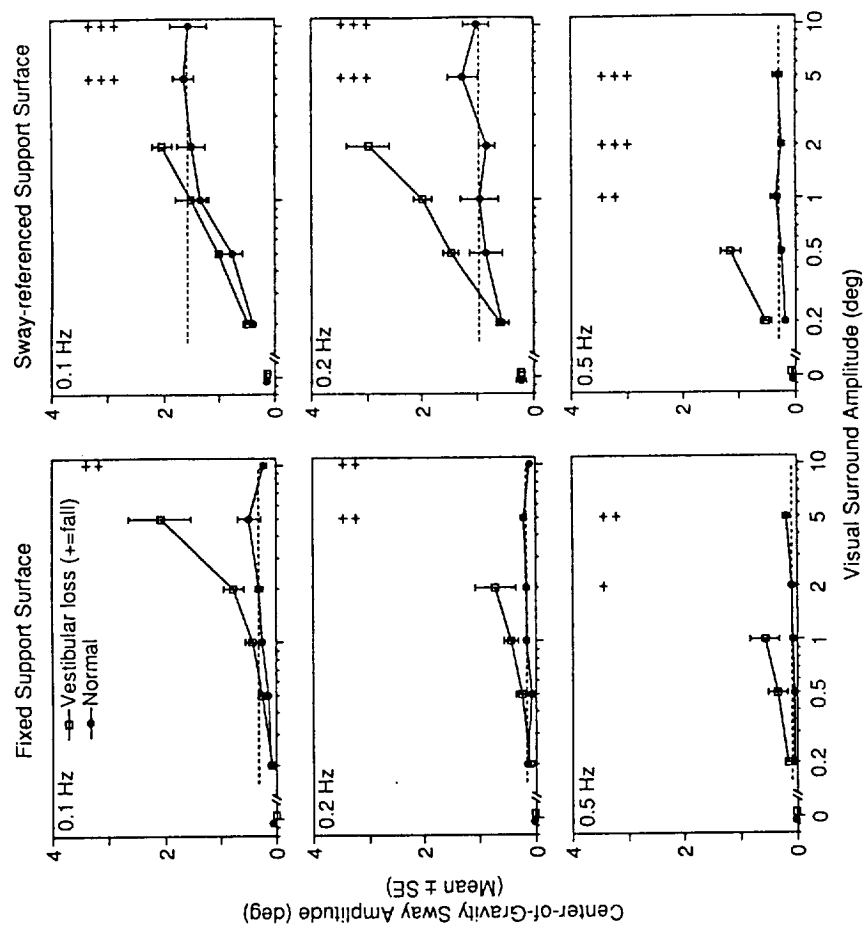 Fixed Support Surface
Sway-referenced Support Surface
0.1 Hz
Vestibular loss (+=fall)
Normal
++
4
2
0
0.1 Hz
+++ +++
4
2
0
0.2 Hz
++ ++
4
2
0
0.2 Hz
+++ +++
4
2
0
0.5 Hz
+ ++
4
2
0
0.5 Hz
++ +++ +++
4
2
0
0 0.2 0.5 1 2 5 10
0 0.2 0.5 1 2 5 10
Center-of-Gravity Sway Amplitude (deg)
(Mean ± SE)
Visual Surround Amplitude (deg)